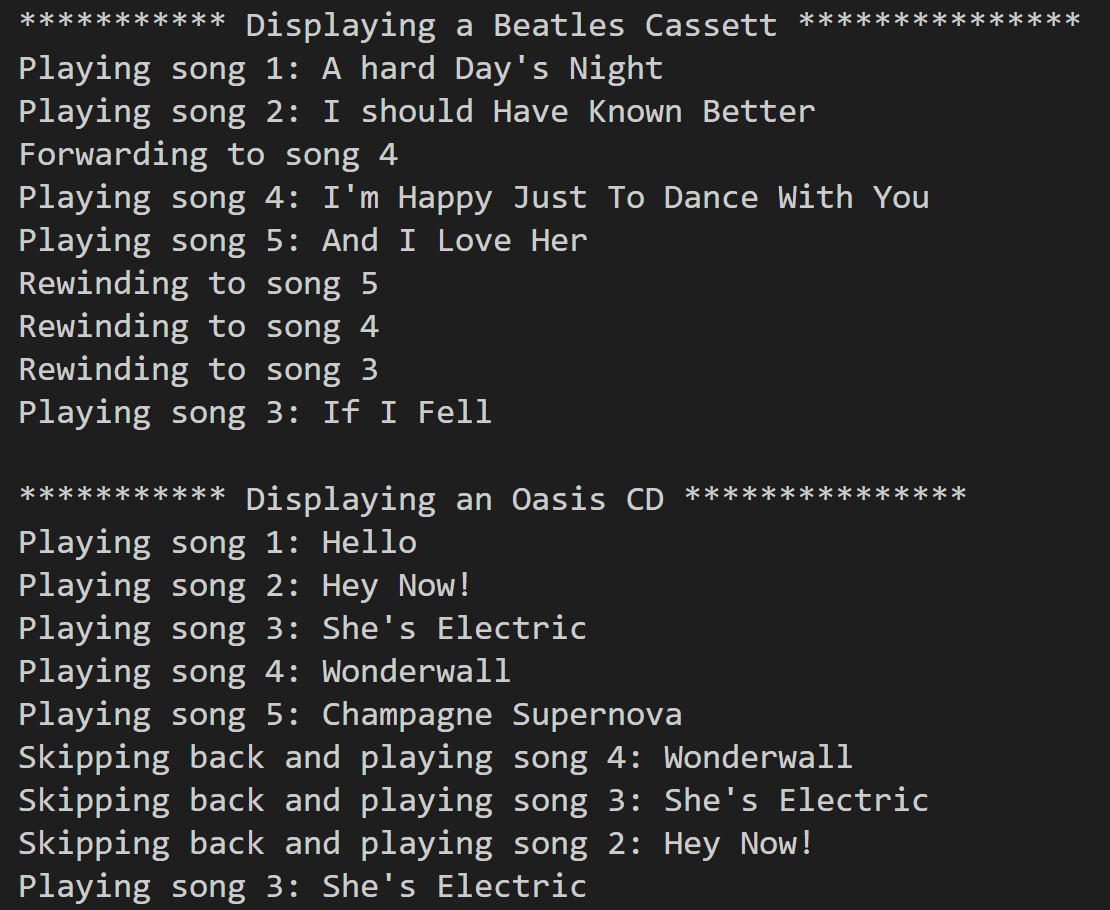 *********** Displaying a Beatles Cassett ***************
Playing song 1: A hard Day's Night
Playing song 2: I should Have Known Better
Forwarding to song 4
Playing song 4: I'm Happy Just To Dance With You
Playing song 5: And I Love Her
Rewinding to song 5
Rewinding to song 4
Rewinding to song 3
Playing song 3: If I Fell

*********** Displaying an Oasis CD ***************
Playing song 1: Hello
Playing song 2: Hey Now!
Playing song 3: She's Electric
Playing song 4: Wonderwall
Playing song 5: Champagne Supernova
Skipping back and playing song 4: Wonderwall
Skipping back and playing song 3: She's Electric
Skipping back and playing song 2: Hey Now!
Playing song 3: She's Electric